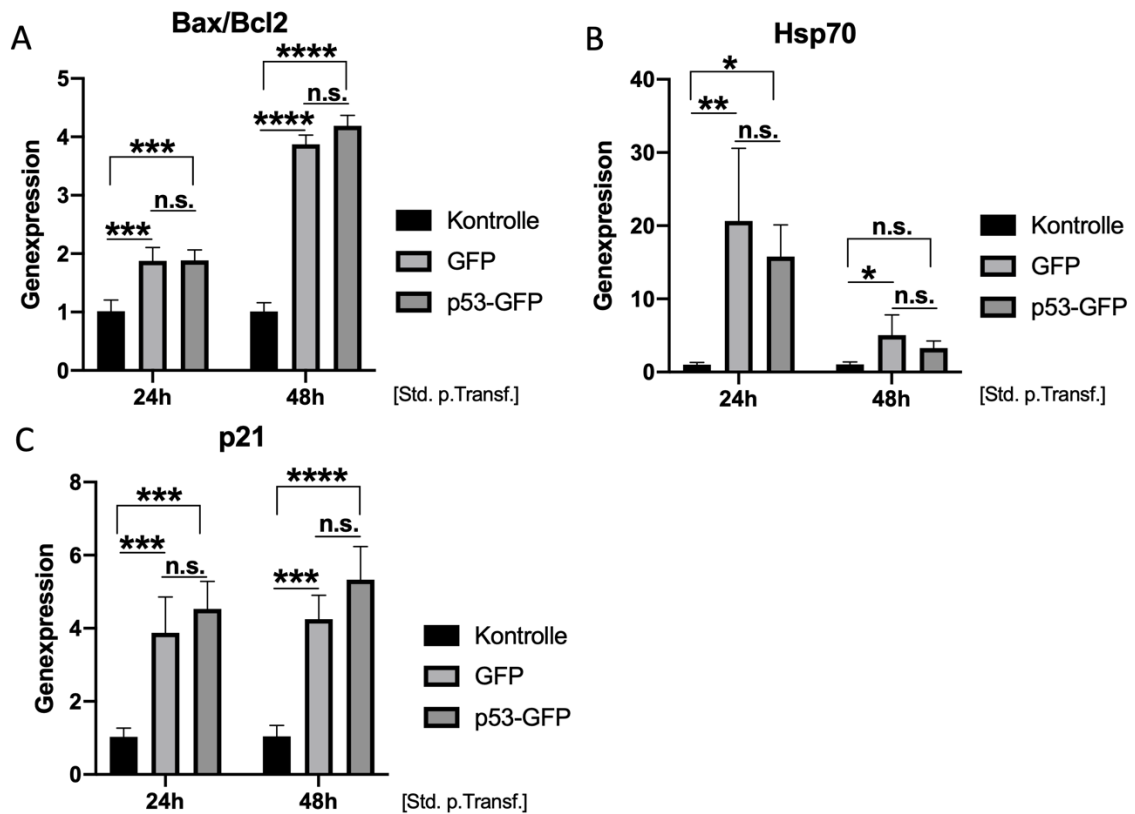 A
Bax/Bcl2
Genexpression
5
4
3
2
1
0
***
***
n.s.
****
****
n.s.
24h
48h
[Std. p.Transf.]
Kontrolle
GFP
p53-GFP
B
Hsp70
Genexpresison
40
30
20
10
0
*
**
n.s.
n.s.
*
n.s.
24h
48h
[Std. p.Transf.]
Kontrolle
GFP
p53-GFP
C
p21
Genexpression
8
6
4
2
0
***
***
n.s.
****
n.s.
***
24h
48h
[Std. p.Transf.]
Kontrolle
GFP
p53-GFP